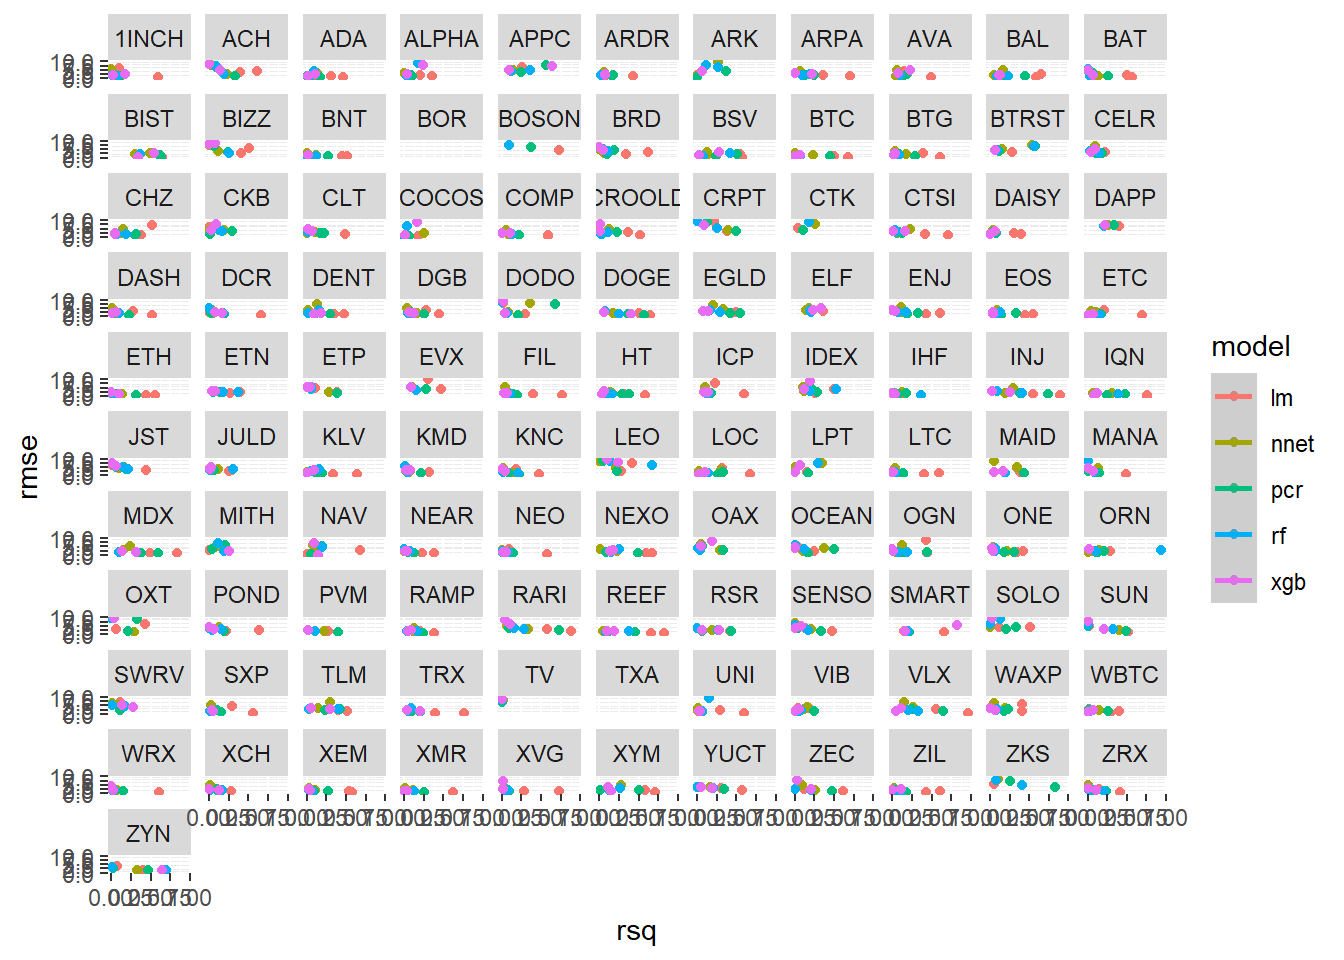 1INCH ACH ADA ALPHA APPC ARDR ARK ARPA AVA BAL BAT
BIST BIZZ BNT BOR BOSON BRD BSV BTC BTG BTRST CELR
CHZ CKB CLT COCOS COMP CROOLD CRPT CTK CTSI DAISY DAPP
DASH DCR DENT DGB DODO DOGE EGLD ELF ENJ EOS ETC
ETH ETN ETP EVX FIL HT ICP IDEX IHF INJ IQN
JST JULD KLV KMD KNC LEO LOC LPT LTC MAID MANA
MDX MITH NAV NEAR NEO NEXO OAX OCEAN OGN ONE ORN
OXT POND PVM RAMP RARI REEF RSR SENSO SMART SOLO SUN
SWRV SXP TLM TRX TV TXA UNI VIB VLX WAXP WBTC
WRX XCH XEM XMR XVG XYM YUCT ZEC ZIL ZKS ZRX
ZYN
rsq
rmse
model
lm
nnet
pcr
rf
xgb